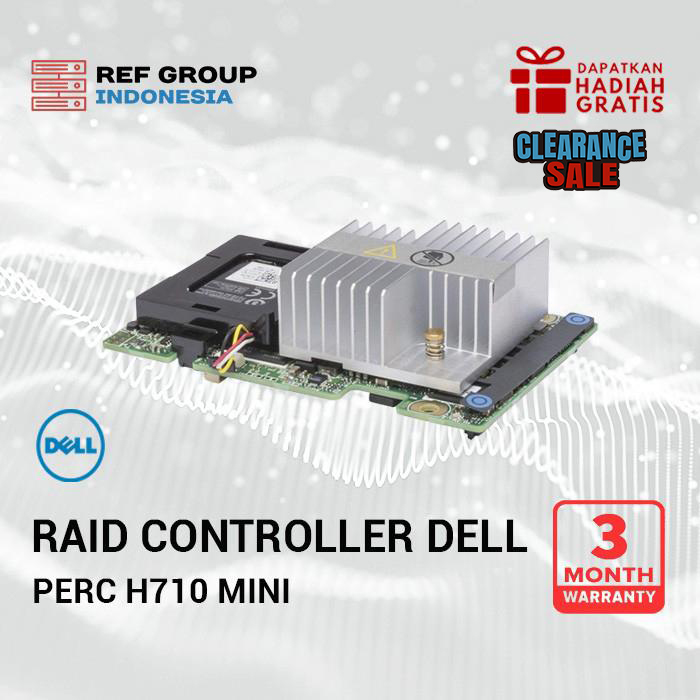 REF GROUP
INDONESIA
DAPATKAN
HADIAH
GRATIS
CLEARANCE
SALE
DELL
RAID CONTROLLER DELL
PERC H710 MINI
3
MONTH
WARRANTY